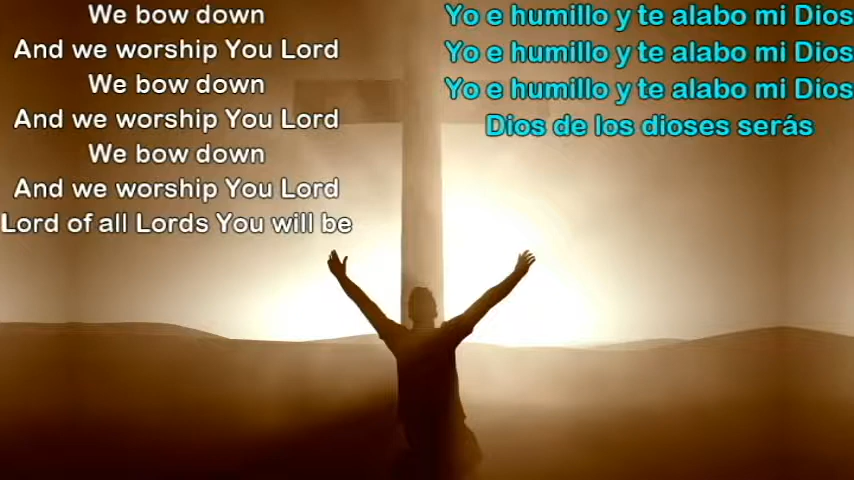 We bow down
And we worship You Lord
We bow down
And we worship You Lord
We bow down
And we worship You Lord
Lord of all Lords You will be
Yo e humillo y te alabo mi Dios
Yo e humillo y te alabo mi Dios
Yo e humillo y te alabo mi Dios
Dios de los dioses serás